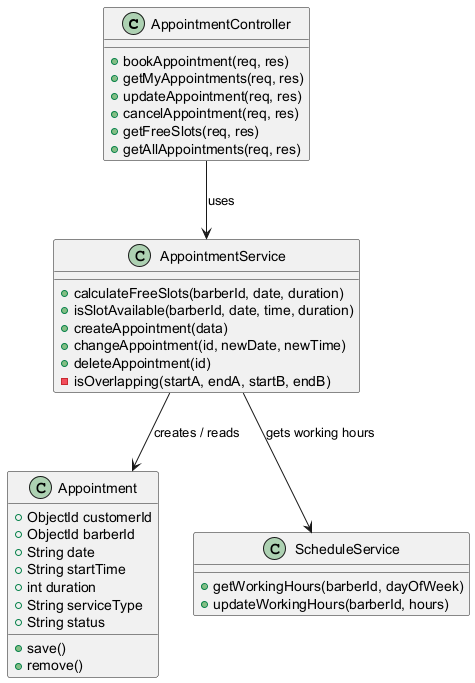 C AppointmentController
bookAppointment(req, res)
getMyAppointments(req, res)
updateAppointment(req, res)
cancelAppointment(req, res)
getFreeSlots(req, res)
getAllAppointments(req, res)
uses
C AppointmentService
calculateFreeSlots(barberId, date, duration)
isSlotAvailable(barberId, date, time, duration)
createAppointment(data)
changeAppointment(id, newDate, newTime)
deleteAppointment(id)
isOverlapping(startA, endA, startB, endB)
creates / reads
gets working hours
C Appointment
ObjectId customerId
ObjectId barberId
String date
String startTime
int duration
String serviceType
String status
save()
remove()
C ScheduleService
getWorkingHours(barberId, dayOfWeek)
updateWorkingHours(barberId, hours)